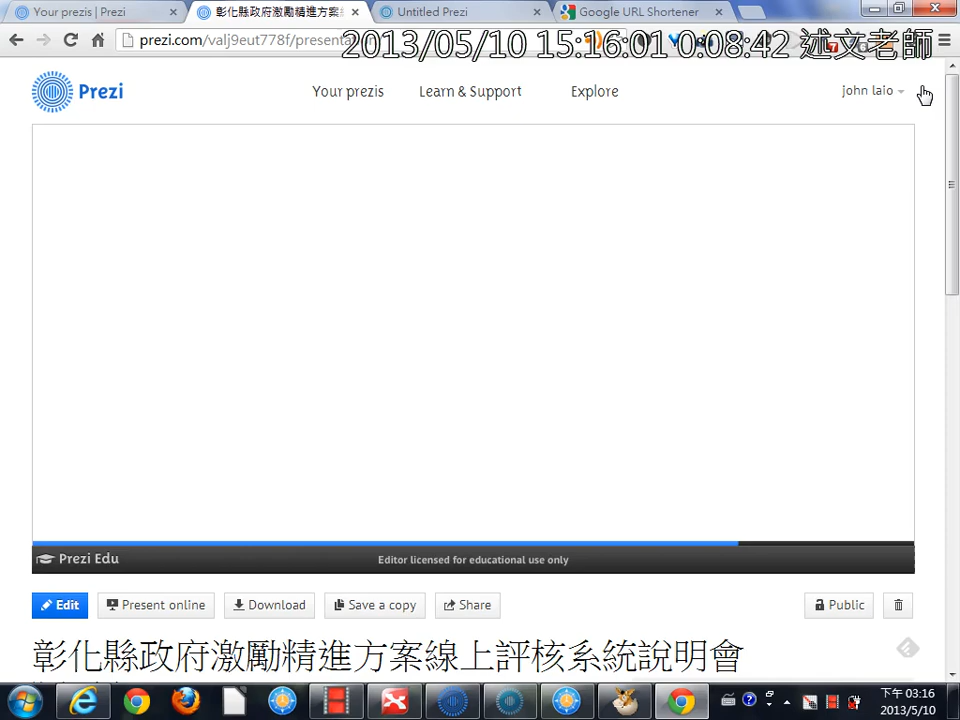 Your prezis | Prezi
彰化縣政府激勵精進方案
Untitled Prezi
Google URL Shortener
prezi.com/valj9eut778f/present
2013/05/10 15:16:01 0:08:42 述文老師
Prezi
Your prezis
Learn & Support
Explore
john laio
Prezi Edu
Editor licensed for educational use only
Edit
Present online
Download
Save a copy
Share
Public
彰化縣政府激勵精進方案線上評核系統說明會
下午 03:16
2013/5/10